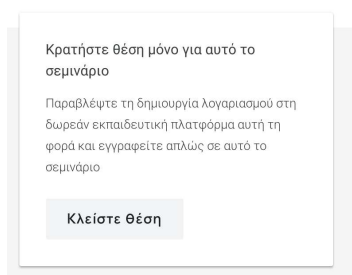 Κρατήστε θέση μόνο για αυτό το
σεμινάριο
Παραβλέψτε τη δημιουργία λογαριασμού στη
δωρεάν εκπαιδευτική πλατφόρμα αυτή τη
φορά και εγγραφείτε απλώς σε αυτό το
σεμινάριο
Κλείστε θέση